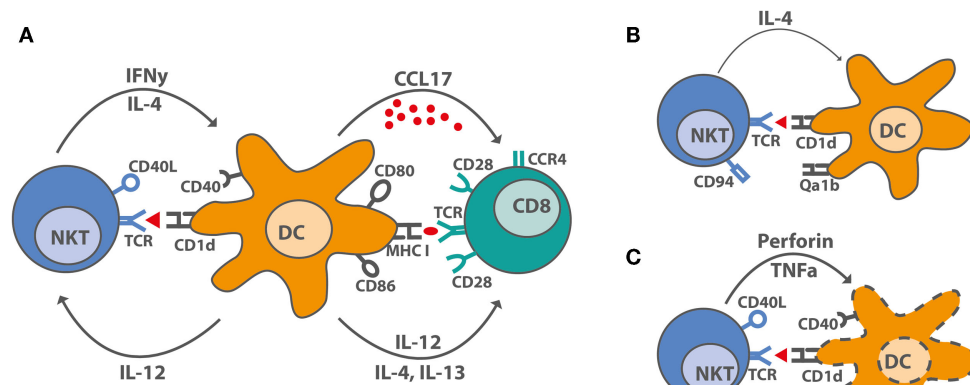 A
IFNy
IL-4
CCL17
CD40L
CD40
CD80
CD28
CCR4
NKT
TCR
CD1d
DC
MHC I
TCR
CD8
CD86
CD28
IL-12
IL-12
IL-4, IL-13
B
IL-4
NKT
TCR
CD1d
DC
CD94
Qa1b
C
Perforin
TNFa
CD40L
CD40
NKT
TCR
CD1d
DC